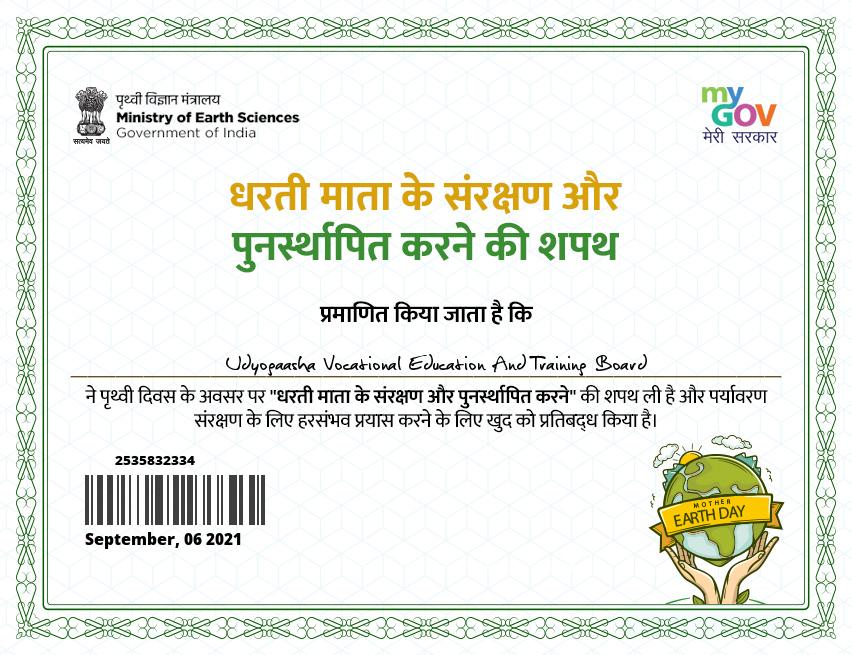 पृथ्वी विज्ञान मंत्रालय
Ministry of Earth Sciences
Government of India
सत्यमेव जयते
my
GOV
मेरी सरकार
धरती माता के संरक्षण और
पुनर्स्थापित करने की शपथ
प्रमाणित किया जाता है कि
Udyogaasha Vocational Education And Training Board
ने पृथ्वी दिवस के अवसर पर "धरती माता के संरक्षण और पुनर्स्थापित करने" की शपथ ली है और पर्यावरण
संरक्षण के लिए हरसंभव प्रयास करने के लिए खुद को प्रतिबद्ध किया है।
2535832334
September, 06 2021
MOTHER
EARTH DAY